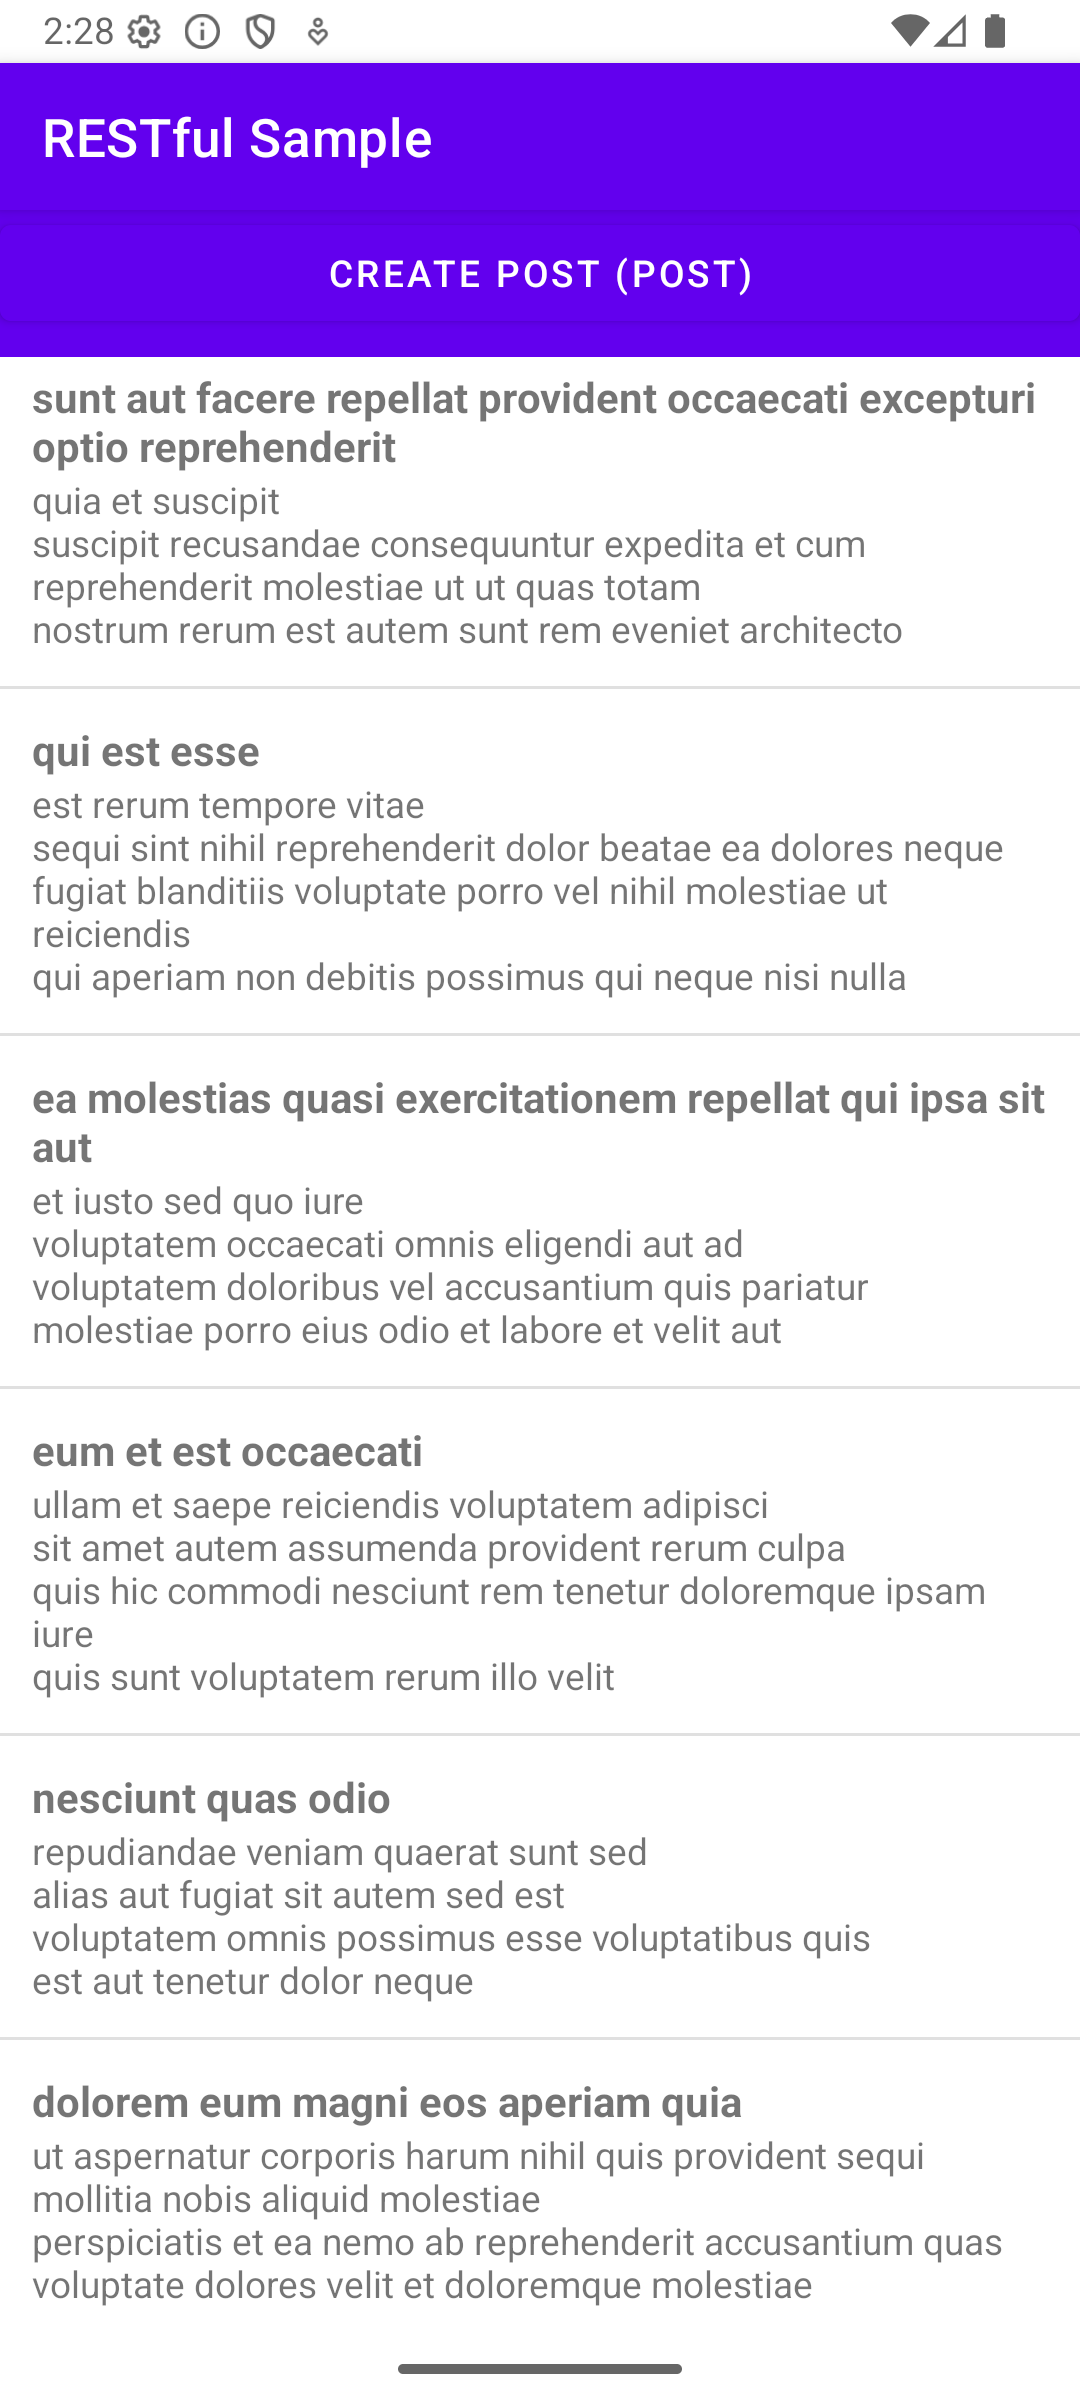 2:28
RESTful Sample
CREATE POST (POST)
sunt aut facere repellat provident occaecati excepturi
optio reprehenderit
quia et suscipit
suscipit recusandae consequuntur expedita et cum
reprehenderit molestiae ut ut quas totam
nostrum rerum est autem sunt rem eveniet architecto
qui est esse
est rerum tempore vitae
sequi sint nihil reprehenderit dolor beatae ea dolores neque
fugiat blanditiis voluptate porro vel nihil molestiae ut
reiciendis
qui aperiam non debitis possimus qui neque nisi nulla
ea molestias quasi exercitationem repellat qui ipsa sit
aut
et iusto sed quo iure
voluptatem occaecati omnis eligendi aut ad
voluptatem doloribus vel accusantium quis pariatur
molestiae porro eius odio et labore et velit aut
eum et est occaecati
ullam et saepe reiciendis voluptatem adipisci
sit amet autem assumenda provident rerum culpa
quis hic commodi nesciunt rem tenetur doloremque ipsam
iure
quis sunt voluptatem rerum illo velit
nesciunt quas odio
repudiandae veniam quaerat sunt sed
alias aut fugiat sit autem sed est
voluptatem omnis possimus esse voluptatibus quis
est aut tenetur dolor neque
dolorem eum magni eos aperiam quia
ut aspernatur corporis harum nihil quis provident sequi
mollitia nobis aliquid molestiae
perspiciatis et ea nemo ab reprehenderit accusantium quas
voluptate dolores velit et doloremque molestiae